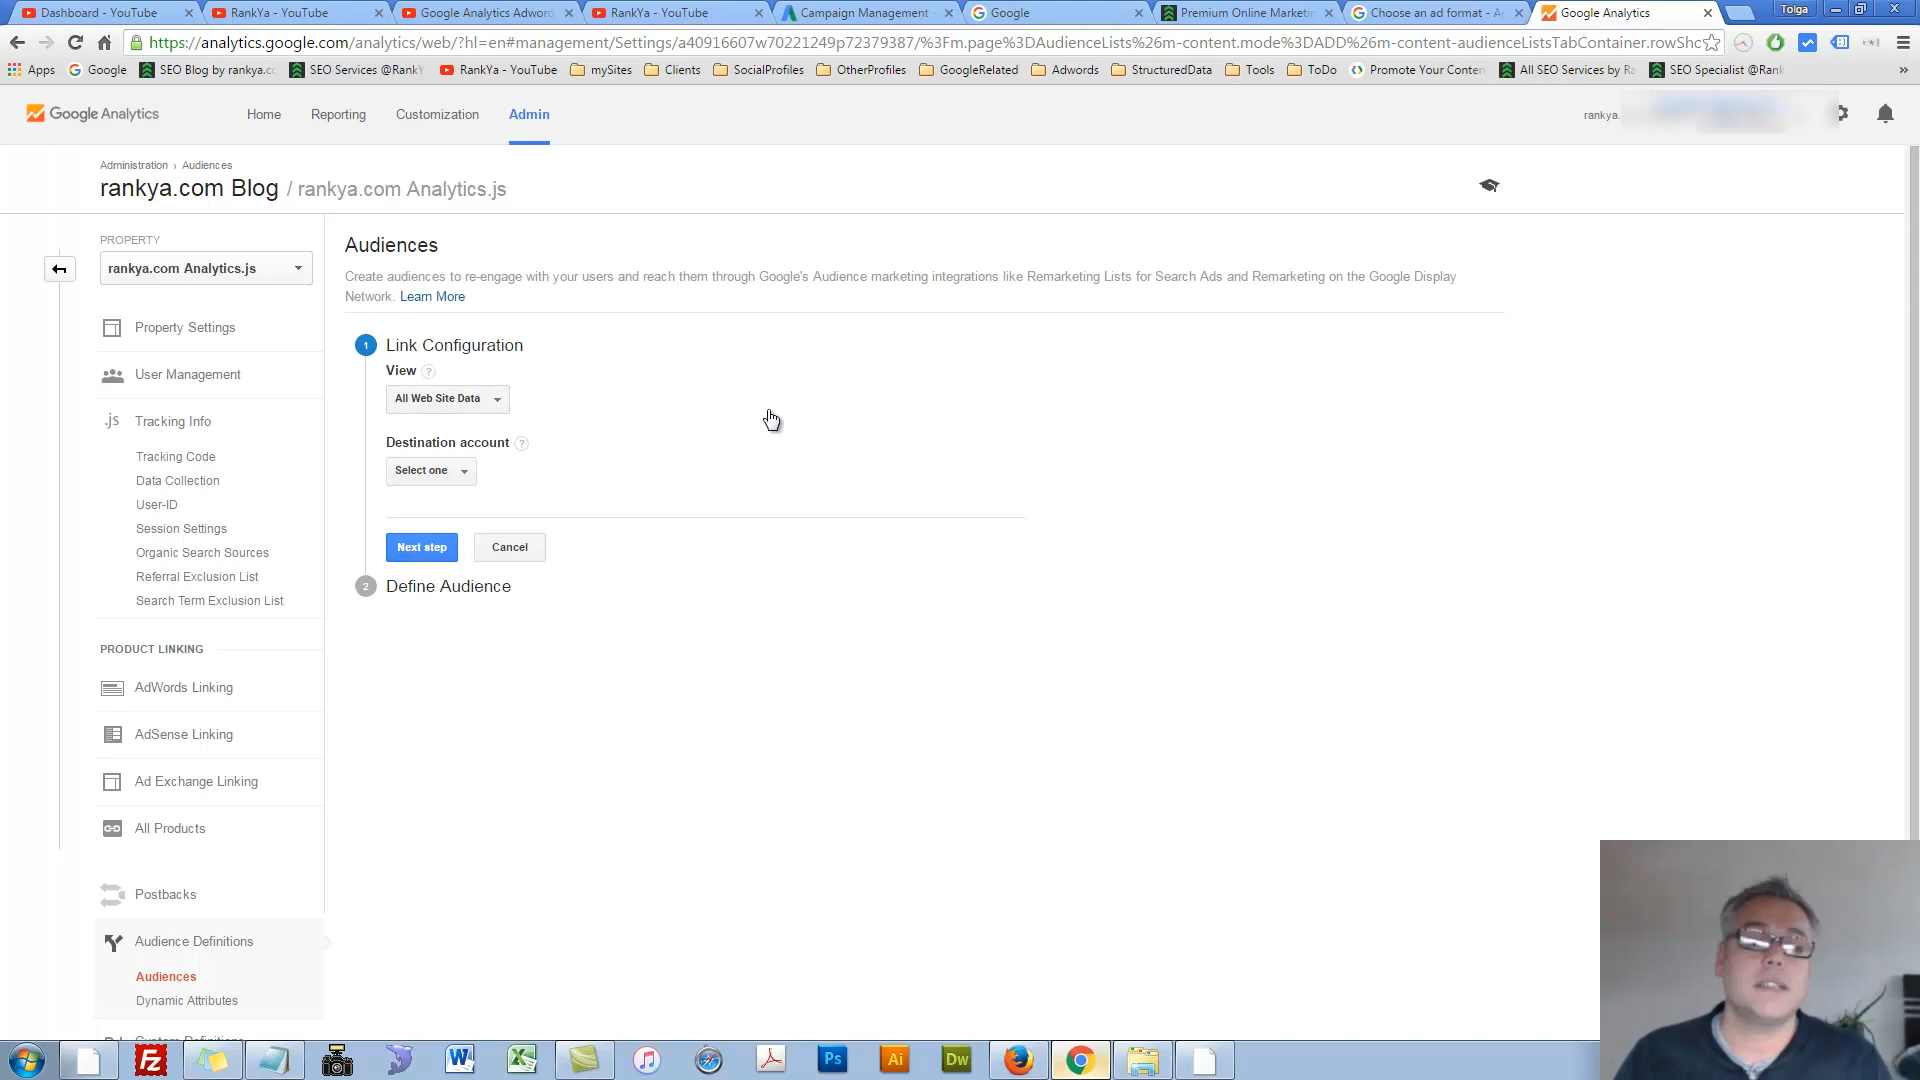 Dashboard - YouTube
RankYa - YouTube
Google Analytics Adword
RankYa - YouTube
Campaign Management -
Google
Premium Online Marketi
Choose an ad format - A
Google Analytics
Tolga
https://analytics.google.com/analytics/web/?hl=en#management/Settings/a40916607w70221249p72379387/%3Fm.page%3DAudienceLists%26m-content.mode%3DADD%26m-content-audienceListsTabContainer.rowSho
Apps
Google
SEO Blog by rankya.c
SEO Services @RankY
RankYa - YouTube
mySites
Clients
SocialProfiles
OtherProfiles
GoogleRelated
Adwords
StructuredData
Tools
ToDo
Promote Your Conten
All SEO Services by Ra
SEO Specialist @Rank
»
Google Analytics
Home
Reporting
Customization
Admin
rankya.
Administration › Audiences
rankya.com Blog / rankya.com Analytics.js
PROPERTY
rankya.com Analytics.js
Property Settings
User Management
.js Tracking Info
Tracking Code
Data Collection
User-ID
Session Settings
Organic Search Sources
Referral Exclusion List
Search Term Exclusion List
PRODUCT LINKING
AdWords Linking
AdSense Linking
Ad Exchange Linking
All Products
Postbacks
Audience Definitions
Audiences
Dynamic Attributes
Custom Definitions
Audiences
Create audiences to re-engage with your users and reach them through Google's Audience marketing integrations like Remarketing Lists for Search Ads and Remarketing on the Google Display
Network. Learn More
1 Link Configuration
View ?
All Web Site Data
Destination account ?
Select one
Next step
Cancel
2 Define Audience
Fz
W
X
Ps
Ai
Dw